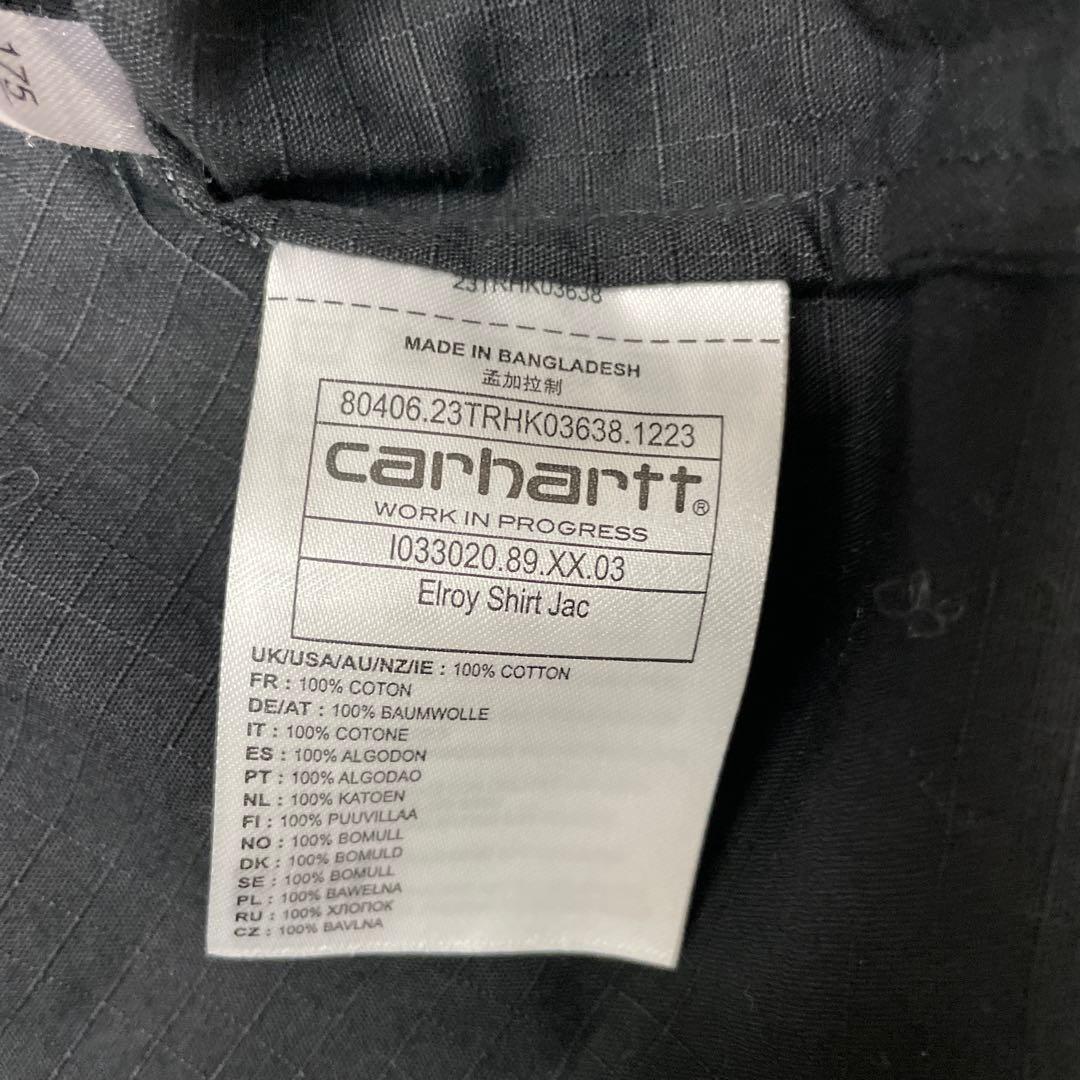 175
23TRHK03638
MADE IN BANGLADESH
孟加拉制
80406.23TRHK03638.1223
carhartt®
WORK IN PROGRESS
I033020.89.XX.03
Elroy Shirt Jac
UK/USA/AU/NZ/IE : 100% COTTON
FR : 100% COTON
DE/AT : 100% BAUMWOLLE
IT : 100% COTONE
ES : 100% ALGODON
PT : 100% ALGODAO
NL : 100% KATOEN
FI : 100% PUUVILLAA
NO : 100% BOMULL
DK : 100% BOMULD
SE : 100% BOMULL
PL : 100% BAWELNA
RU : 100% ХЛОПОК
CZ : 100% BAVLNA